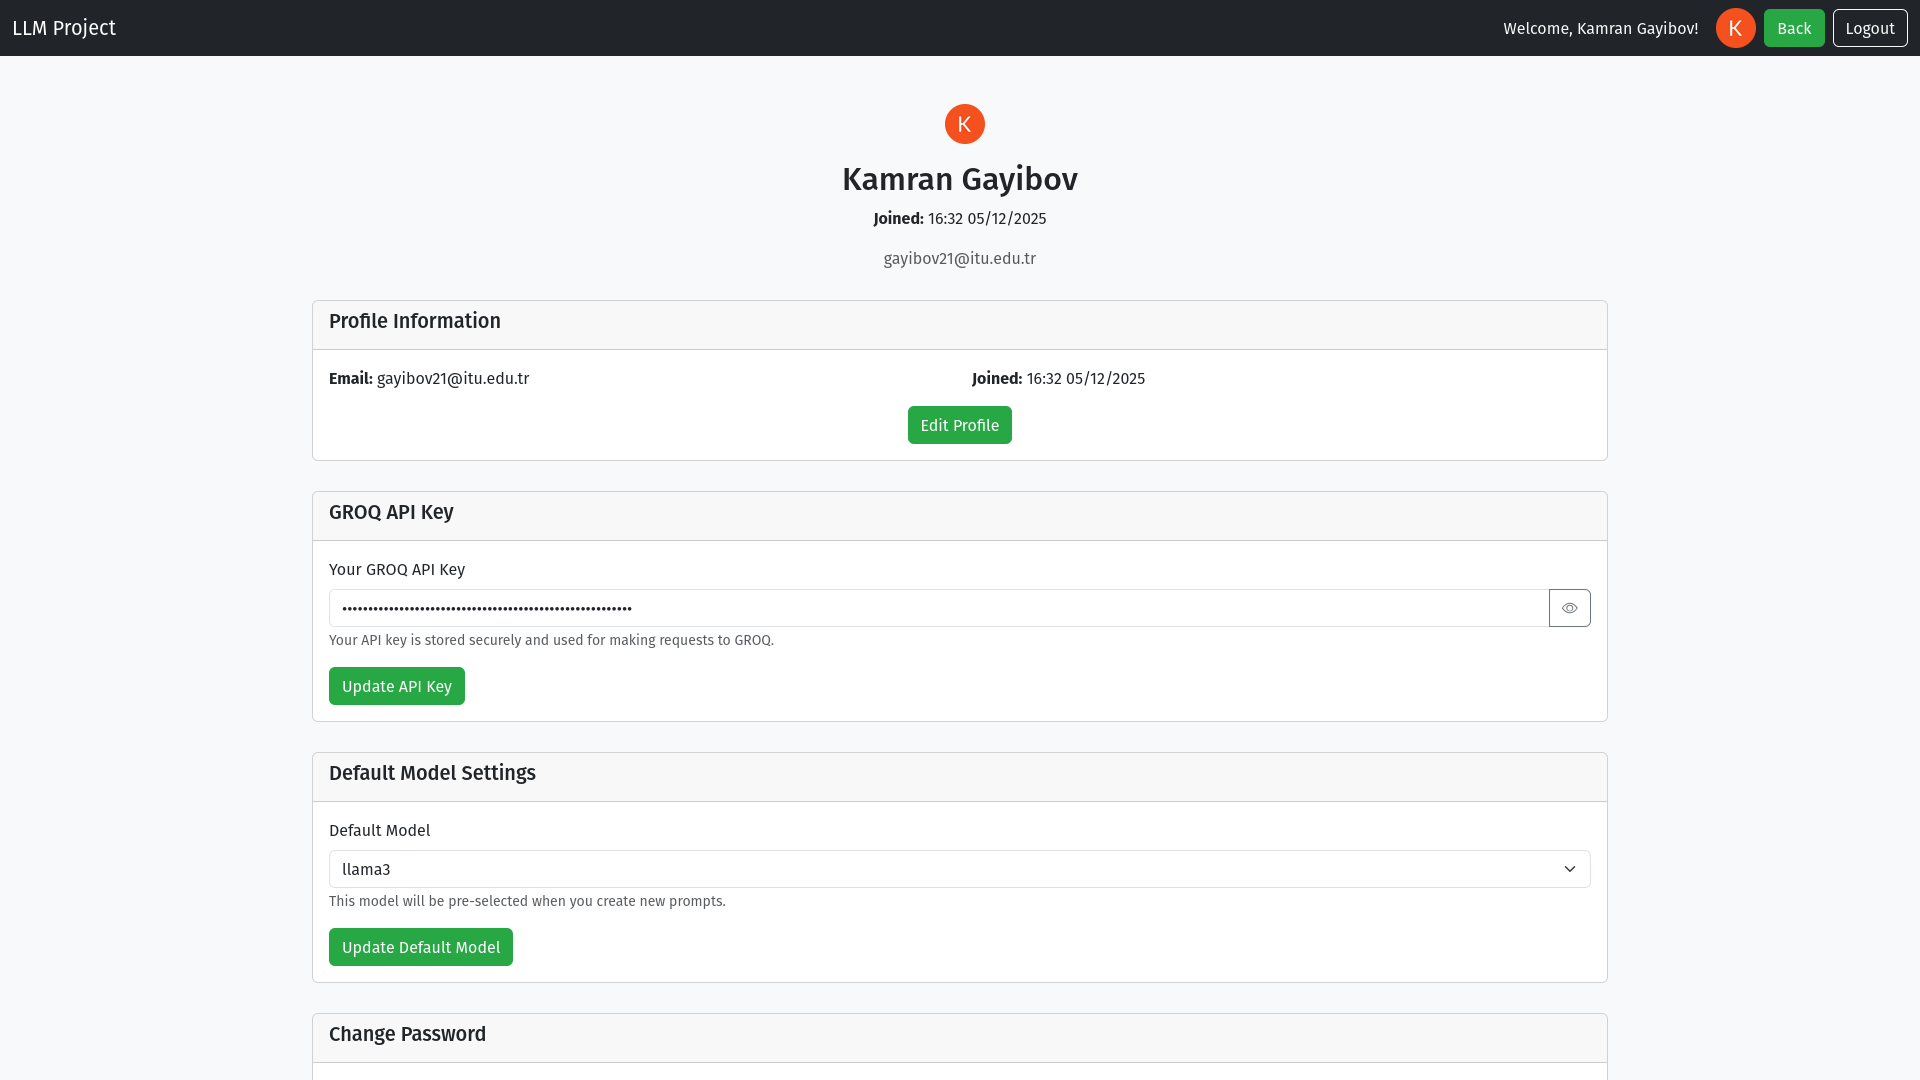 LLM Project
Welcome, Kamran Gayibov!
K
Back
Logout
K
Kamran Gayibov
Joined: 16:32 05/12/2025
gayibov21@itu.edu.tr
Profile Information
Email: gayibov21@itu.edu.tr
Joined: 16:32 05/12/2025
Edit Profile
GROQ API Key
Your GROQ API Key
Your API key is stored securely and used for making requests to GROQ.
Update API Key
Default Model Settings
Default Model
llama3
This model will be pre-selected when you create new prompts.
Update Default Model
Change Password